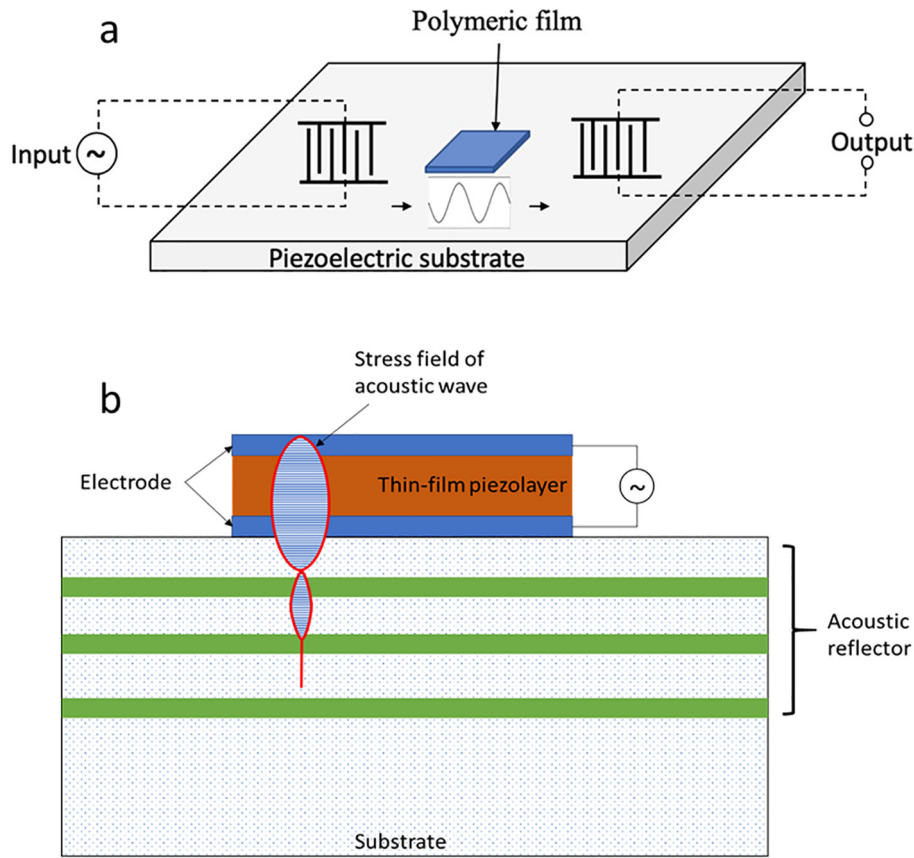 a
Polymeric film
Input
~
Output
Piezoelectric substrate
b
Stress field of
acoustic wave
Electrode
Thin-film piezolayer
~
Acoustic
reflector
Substrate